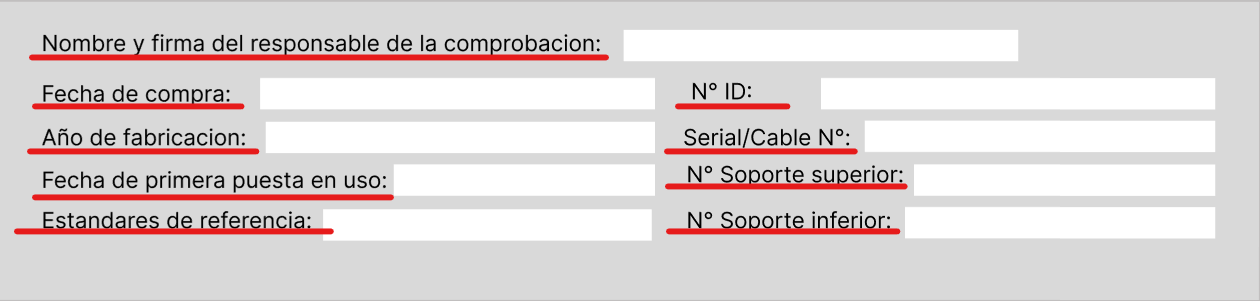 Nombre y firma del responsable de la comprobacion:
Fecha de compra: N° ID:
Año de fabricacion: Serial/Cable N°:
Fecha de primera puesta en uso: N° Soporte superior:
Estandares de referencia: N° Soporte inferior: